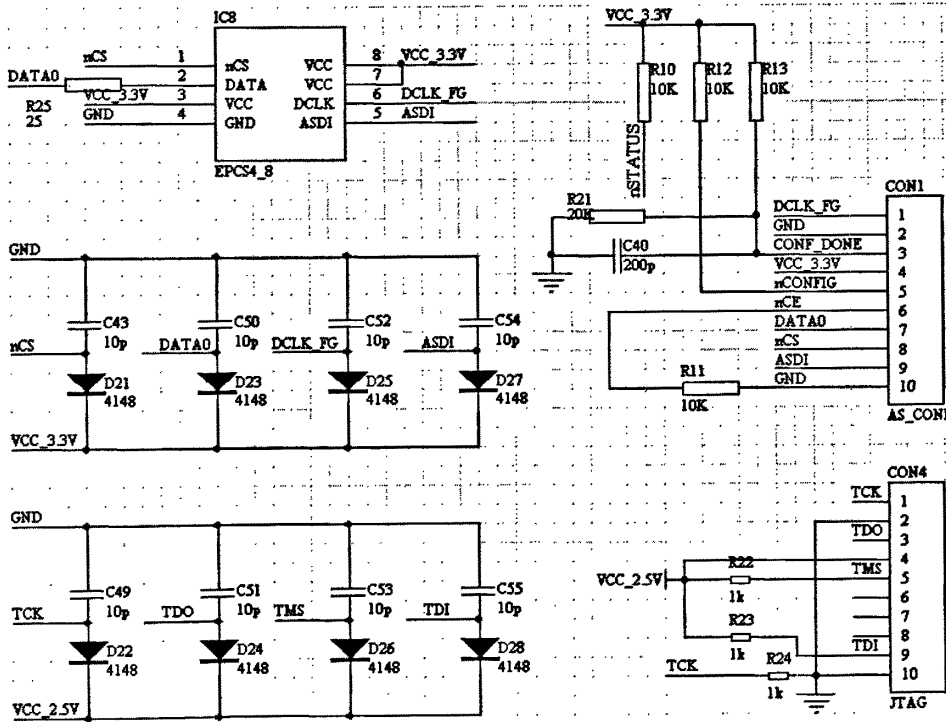 IC8
nCS 1 nCS VCC 8 VCC_3.3V
DATA0 2 DATA VCC 7
R25 VCC_3.3V 3 VCC DCLK 6 DCLK_FG
25 GND 4 GND ASDI 5 ASDI
EPCS4_8
VCC_3.3V
R10 R12 R13
10K 10K 10K
nSTATUS
R21
20K
C40
200p
CON1
DCLK_FG 1
GND 2
CONF_DONE 3
VCC_3.3V 4
nCONFIG 5
nCE 6
DATA0 7
nCS 8
ASDI 9
GND 10
R11
10K
GND
C43 C50 C52 C54
10p 10p 10p 10p
nCS DATA0 DCLK_FG ASDI
D21 D23 D25 D27
4148 4148 4148 4148
VCC_3.3V
GND
C49 C51 C53 C55
10p 10p 10p 10p
TCK TDO TMS TDI
D22 D24 D26 D28
4148 4148 4148 4148
VCC_2.5V
CON4
TCK 1
2
TDO 3
4
VCC_2.5V R22 TMS 5
1k 6
7
R23 8
1k TDI 9
TCK R24 10
1k
JTAG